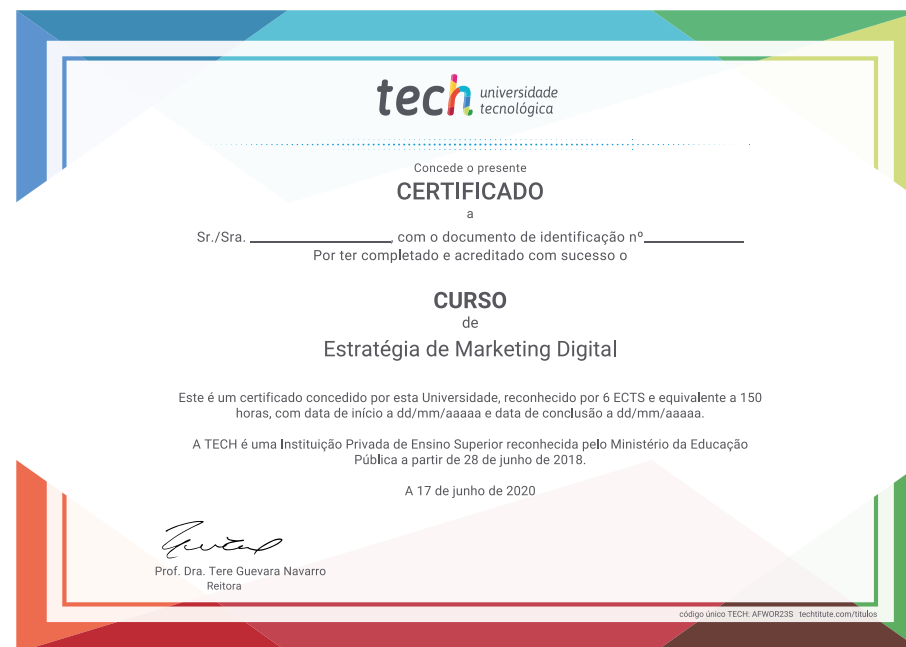 tech universidade
tecnológica
Concede o presente
CERTIFICADO
a
Sr./Sra. ________________, com o documento de identificação nº____________
Por ter completado e acreditado com sucesso o
CURSO
de
Estratégia de Marketing Digital
Este é um certificado concedido por esta Universidade, reconhecido por 6 ECTS e equivalente a 150
horas, com data de início a dd/mm/aaaaa e data de conclusão a dd/mm/aaaaa.
A TECH é uma Instituição Privada de Ensino Superior reconhecida pelo Ministério da Educação
Pública a partir de 28 de junho de 2018.
A 17 de junho de 2020
Prof. Dra. Tere Guevara Navarro
Reitora
código único TECH: AFWOR23S techtitute.com/titulos